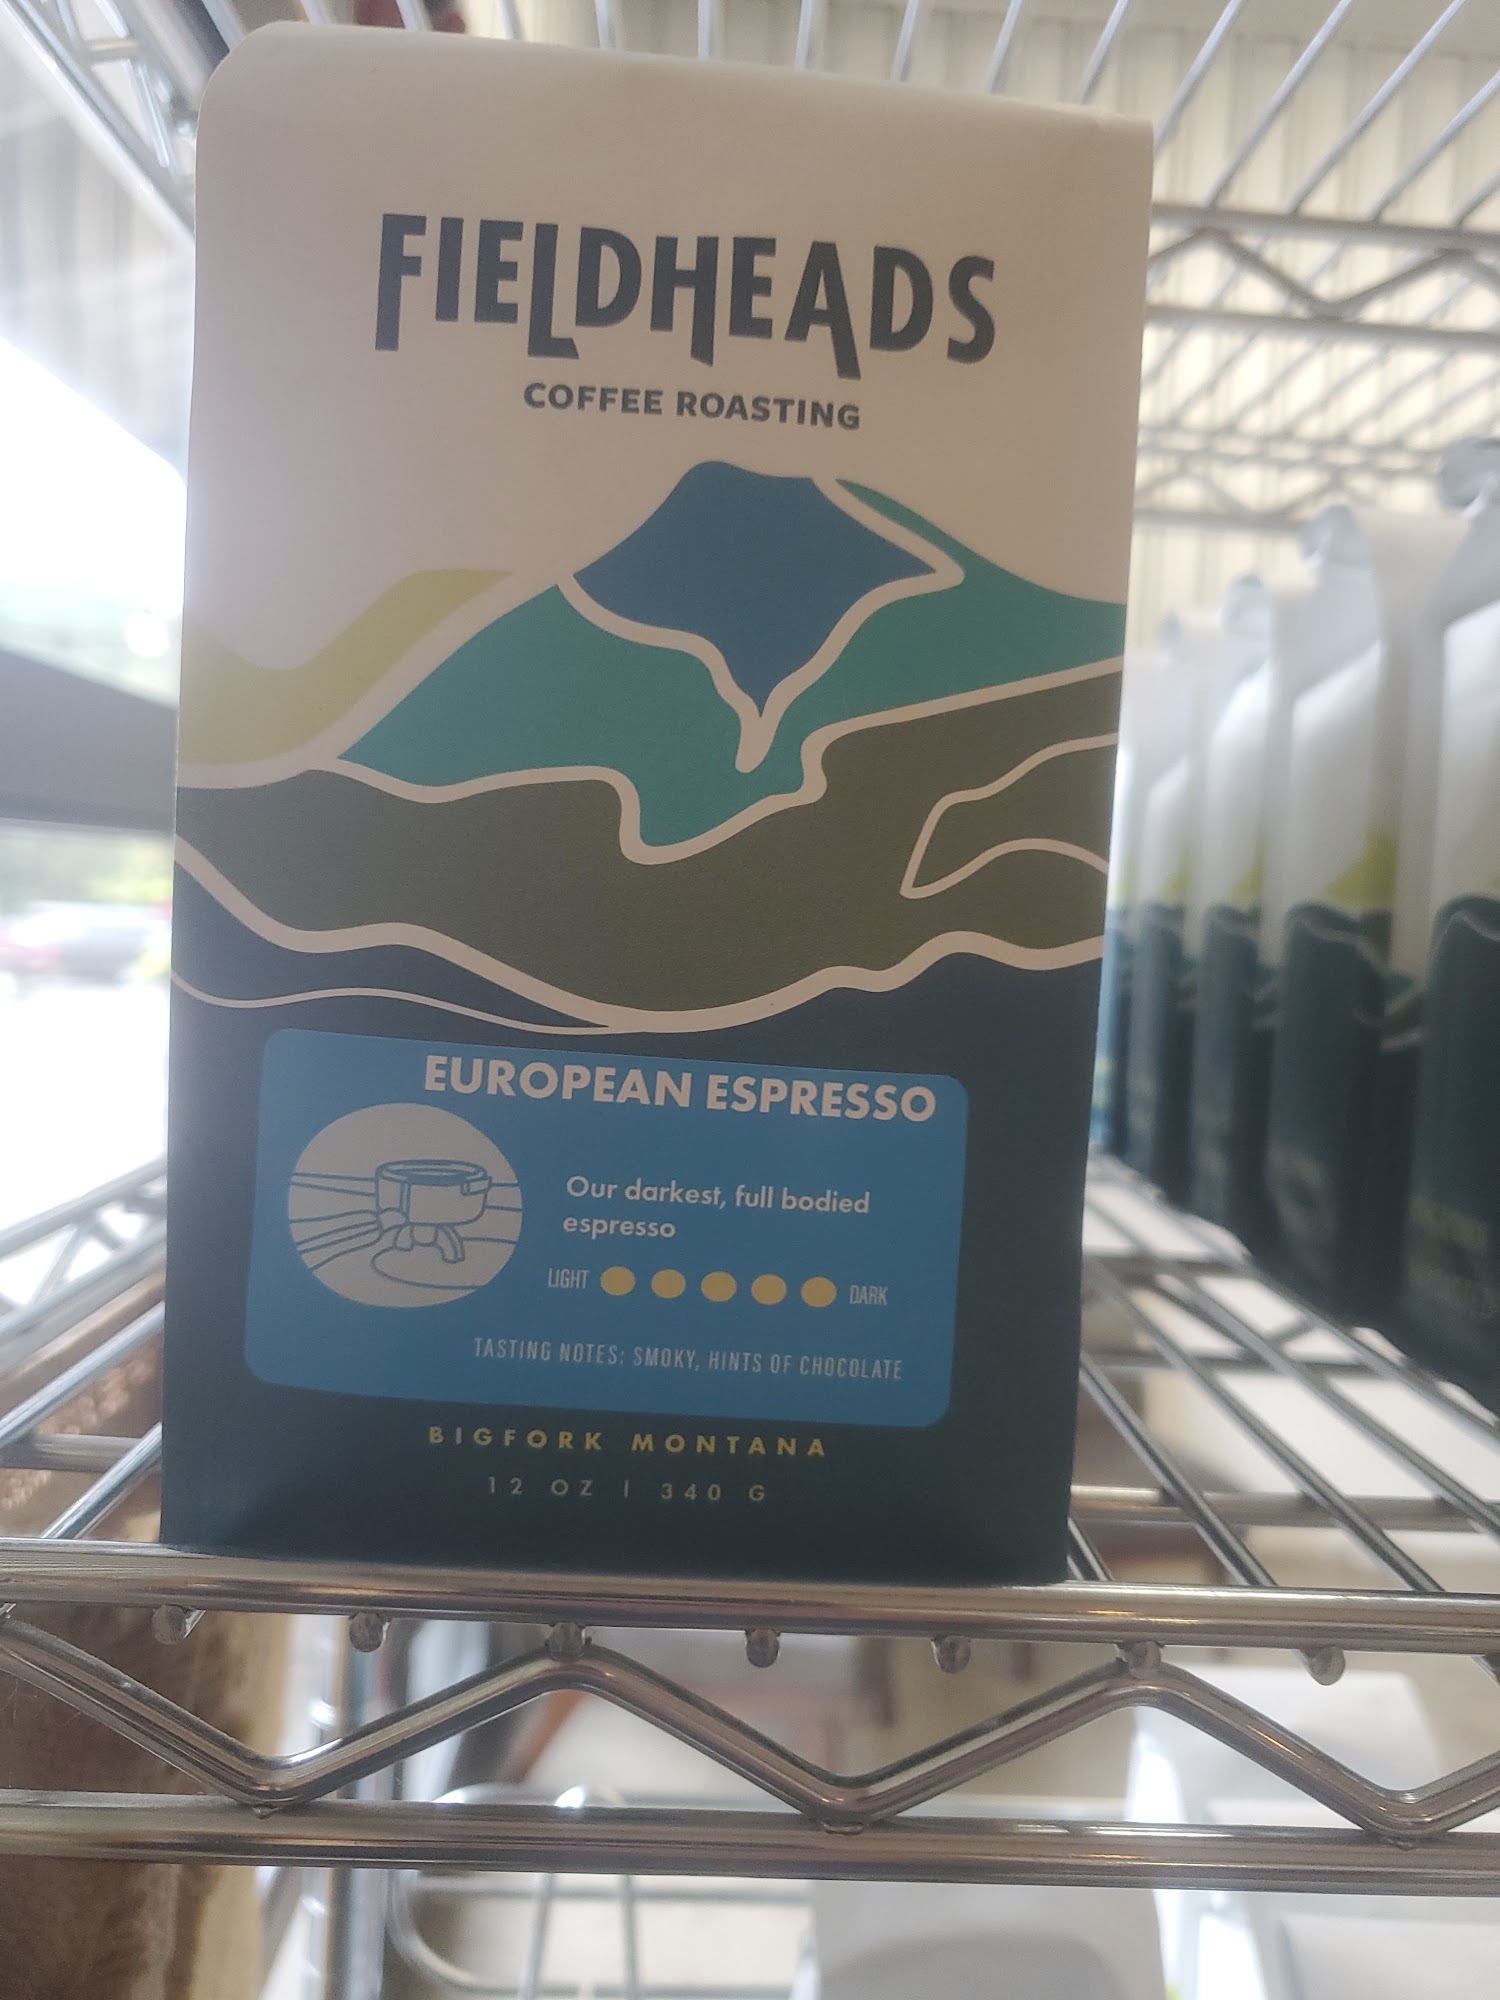 FIELDHEADS
COFFEE ROASTING
EUROPEAN ESPRESSO
Our darkest, full bodied
espresso
LIGHT DARK
TASTING NOTES: SMOKY, HINTS OF CHOCOLATE
BIGFORK MONTANA
12 OZ | 340 G